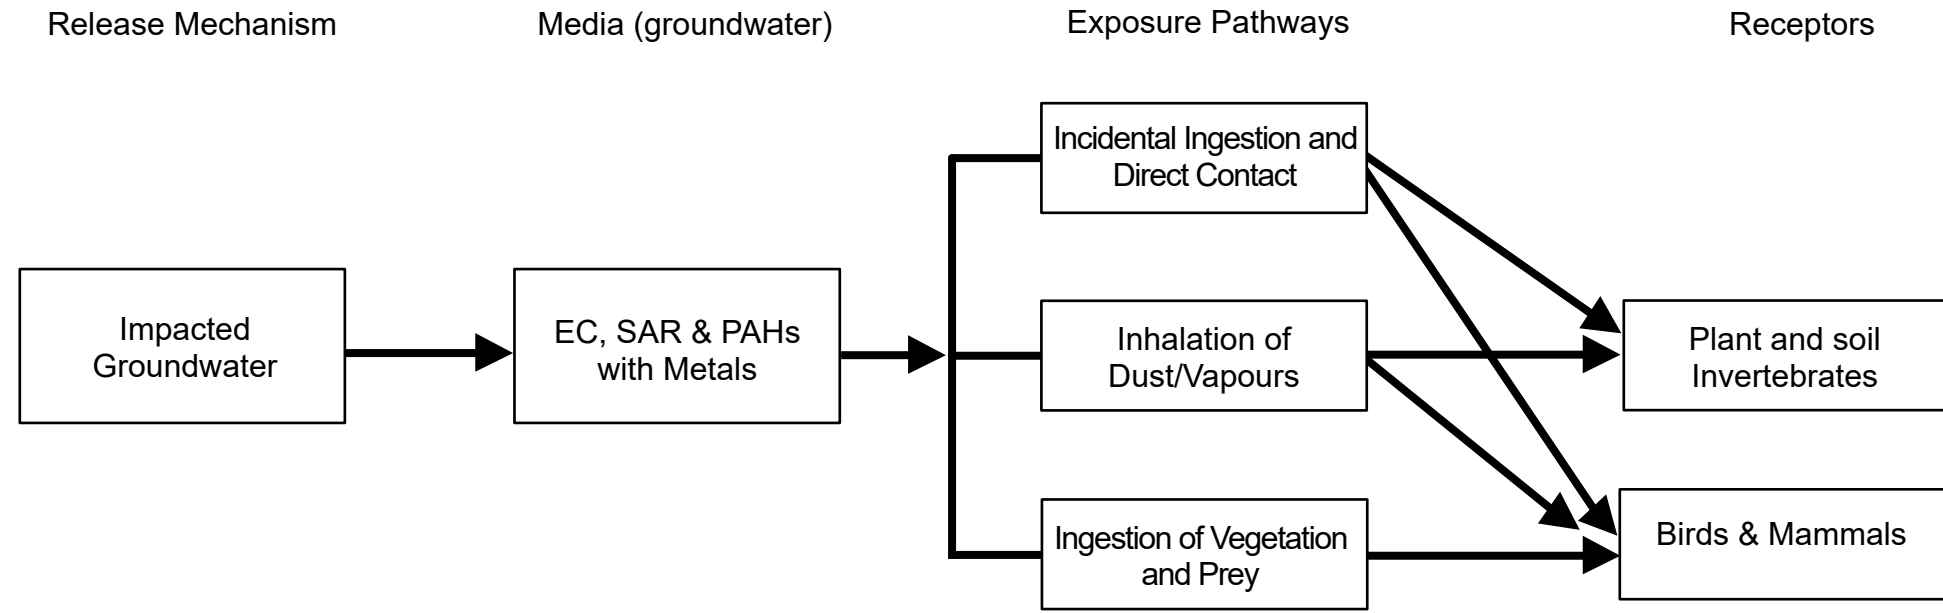 Release Mechanism
Media (groundwater)
Exposure Pathways
Receptors
Impacted
Groundwater
EC, SAR & PAHs
with Metals
Incidental Ingestion and
Direct Contact
Inhalation of
Dust/Vapours
Ingestion of Vegetation
and Prey
Plant and soil
Invertebrates
Birds & Mammals